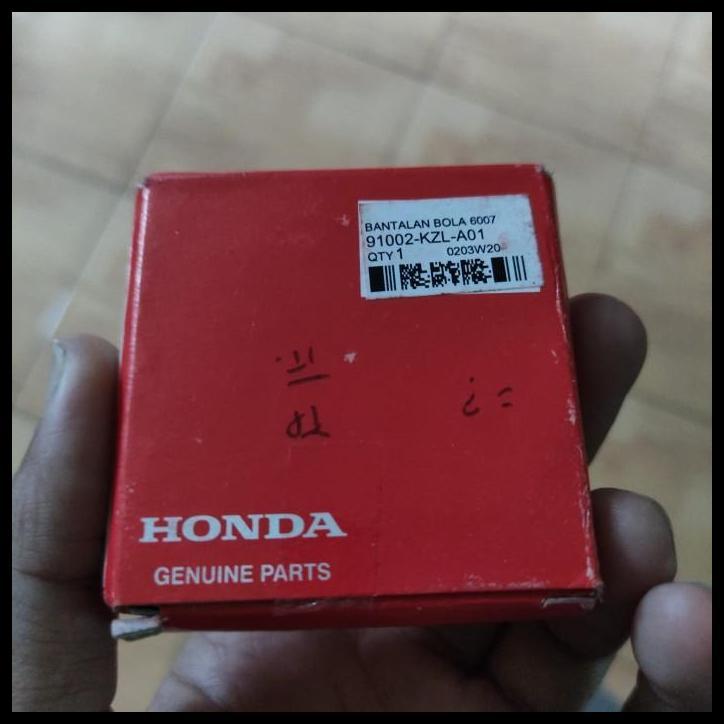 BANTALAN BOLA 6007
91002-KZL-A01
QTY 1 0203W20
HONDA
GENUINE PARTS